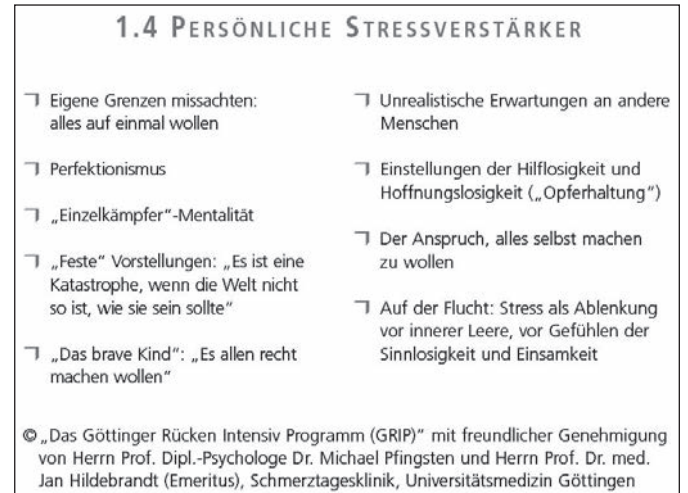 1.4 PERSÖNLICHE STRESSVERSTÄRKER
Eigene Grenzen missachten:
alles auf einmal wollen
Perfektionismus
„Einzelkämpfer“-Mentalität
„Feste“ Vorstellungen: „Es ist eine
Katastrophe, wenn die Welt nicht
so ist, wie sie sein sollte“
„Das brave Kind“: „Es allen recht
machen wollen“
Unrealistische Erwartungen an andere
Menschen
Einstellungen der Hilflosigkeit und
Hoffnungslosigkeit („Opferhaltung“)
Der Anspruch, alles selbst machen
zu wollen
Auf der Flucht: Stress als Ablenkung
vor innerer Leere, vor Gefühlen der
Sinnlosigkeit und Einsamkeit
© „Das Göttinger Rücken Intensiv Programm (GRIP)“ mit freundlicher Genehmigung
von Herrn Prof. Dipl.-Psychologe Dr. Michael Pfingsten und Herrn Prof. Dr. med.
Jan Hildebrandt (Emeritus), Schmerztagesklinik, Universitätsmedizin Göttingen